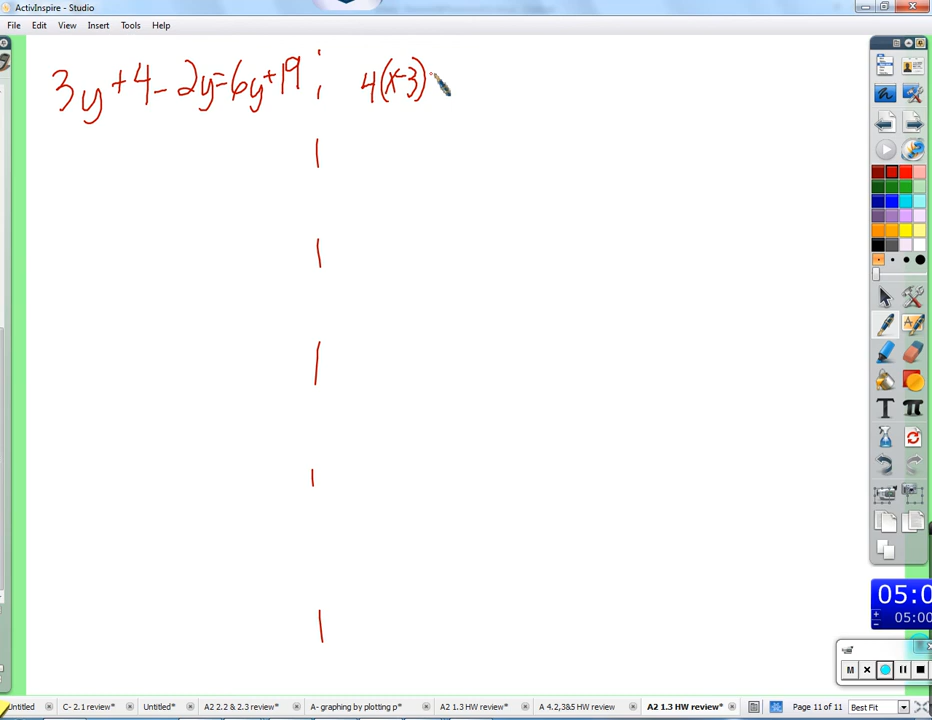 ActivInspire - Studio
File Edit View Insert Tools Help
3y+4-2y=6y+19
4(x-3)
T π
05:0
05:00
M
Untitled C- 2.1 review* Untitled* A2 2.2 & 2.3 review* A- graphing by plotting p* A2 1.3 HW review* A 4.2,3&5 HW review A2 1.3 HW review* Page 11 of 11 Best Fit